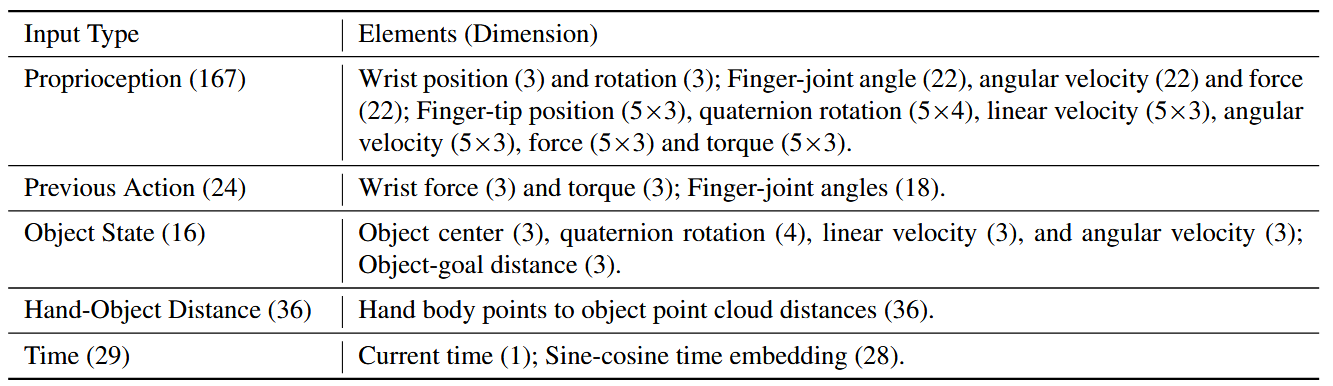 Input Type Elements (Dimension)
Proprioception (167) Wrist position (3) and rotation (3); Finger-joint angle (22), angular velocity (22) and force
(22); Finger-tip position (5×3), quaternion rotation (5×4), linear velocity (5×3), angular
velocity (5×3), force (5×3) and torque (5×3).
Previous Action (24) Wrist force (3) and torque (3); Finger-joint angles (18).
Object State (16) Object center (3), quaternion rotation (4), linear velocity (3), and angular velocity (3);
Object-goal distance (3).
Hand-Object Distance (36) Hand body points to object point cloud distances (36).
Time (29) Current time (1); Sine-cosine time embedding (28).